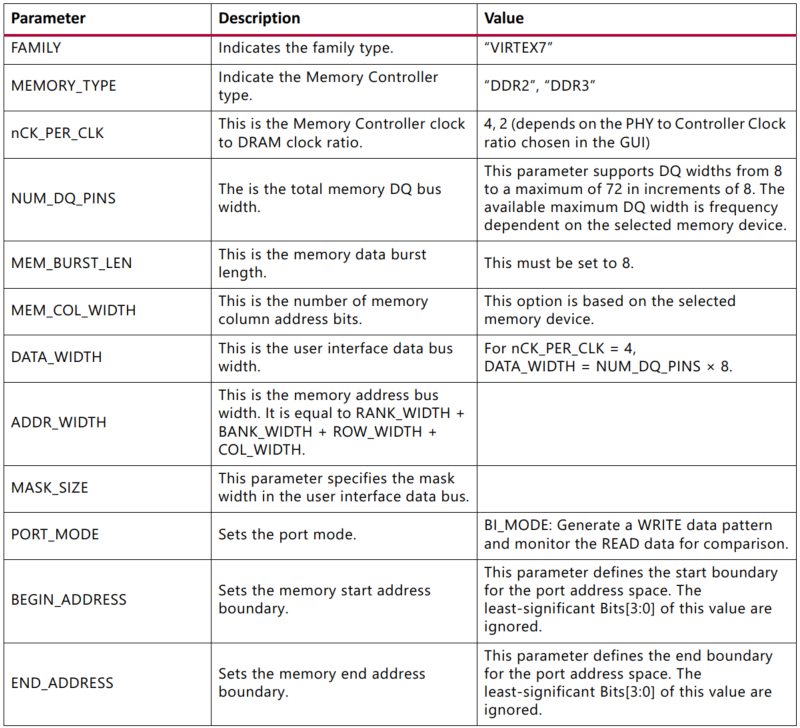 Parameter Description Value
FAMILY Indicates the family type. “VIRTEX7”
MEMORY_TYPE
Indicate the Memory Controller
type.
“DDR2”, “DDR3”
nCK_PER_CLK
This is the Memory Controller clock
to DRAM clock ratio.
4, 2 (depends on the PHY to Controller Clock
ratio chosen in the GUI)
NUM_DQ_PINS
The is the total memory DQ bus
width.
This parameter supports DQ widths from 8
to a maximum of 72 in increments of 8. The
available maximum DQ width is frequency
dependent on the selected memory device.
MEM_BURST_LEN
This is the memory data burst
length.
This must be set to 8.
MEM_COL_WIDTH
This is the number of memory
column address bits.
This option is based on the selected
memory device.
DATA_WIDTH
This is the user interface data bus
width.
For nCK_PER_CLK = 4,
DATA_WIDTH = NUM_DQ_PINS × 8.
ADDR_WIDTH
This is the memory address bus
width. It is equal to RANK_WIDTH +
BANK_WIDTH + ROW_WIDTH +
COL_WIDTH.
MASK_SIZE
This parameter specifies the mask
width in the user interface data bus.
PORT_MODE
Sets the port mode.
BI_MODE: Generate a WRITE data pattern
and monitor the READ data for comparison.
BEGIN_ADDRESS
Sets the memory start address
boundary.
This parameter defines the start boundary
for the port address space. The
least-significant Bits[3:0] of this value are
ignored.
END_ADDRESS
Sets the memory end address
boundary.
This parameter defines the end boundary
for the port address space. The
least-significant Bits[3:0] of this value are
ignored.